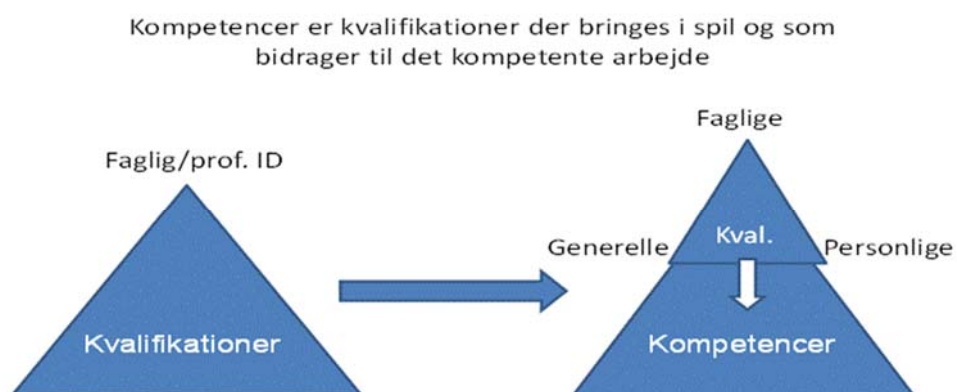 Kompetencer er kvalifikationer der bringes i spil og som
bidrager til det kompetente arbejde
Faglig/prof. ID
Kvalifikationer
Faglige
Kval.
Generelle
Personlige
Kompetencer